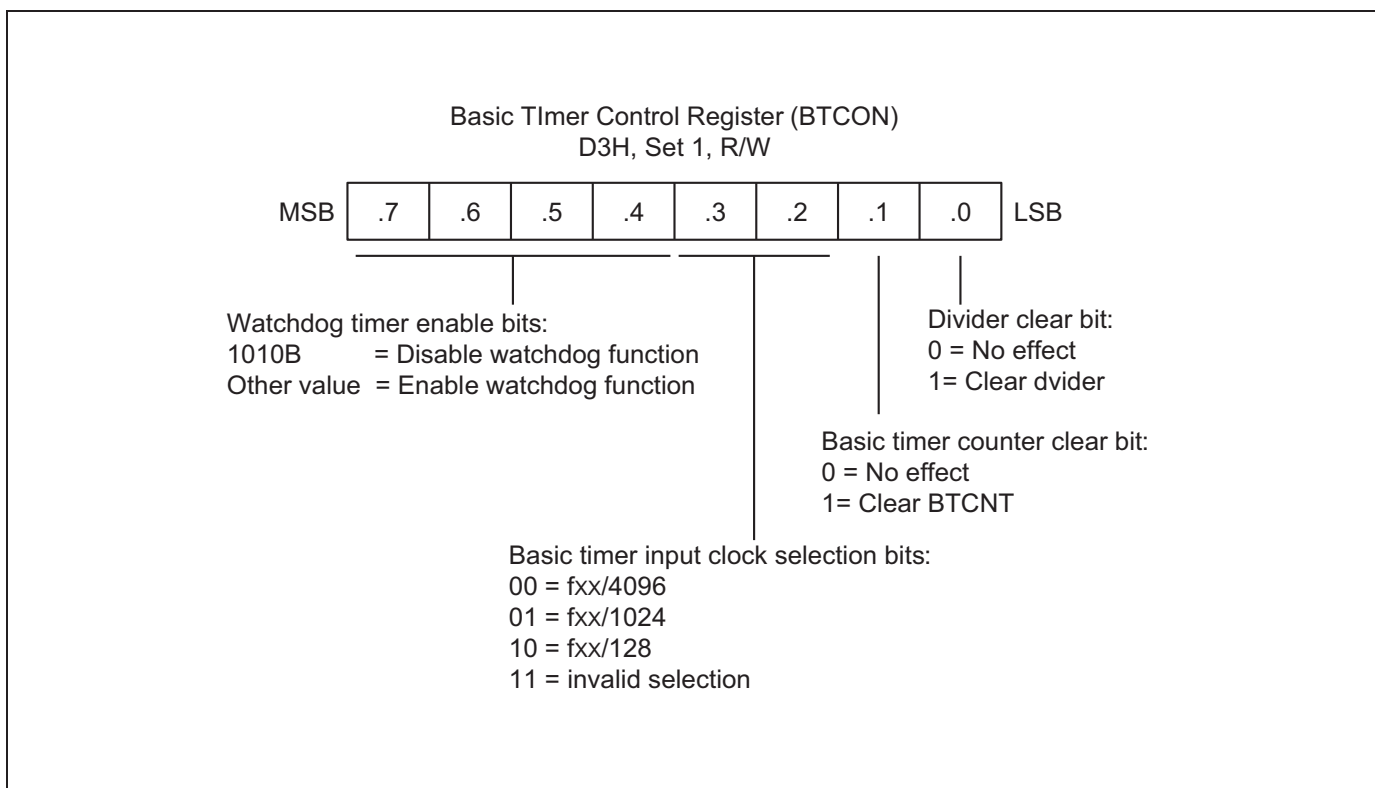 Basic TImer Control Register (BTCON)
D3H, Set 1, R/W
MSB .7 .6 .5 .4 .3 .2 .1 .0 LSB
Watchdog timer enable bits:
1010B = Disable watchdog function
Other value = Enable watchdog function
Divider clear bit:
0 = No effect
1= Clear dvider
Basic timer counter clear bit:
0 = No effect
1= Clear BTCNT
Basic timer input clock selection bits:
00 = fxx/4096
01 = fxx/1024
10 = fxx/128
11 = invalid selection